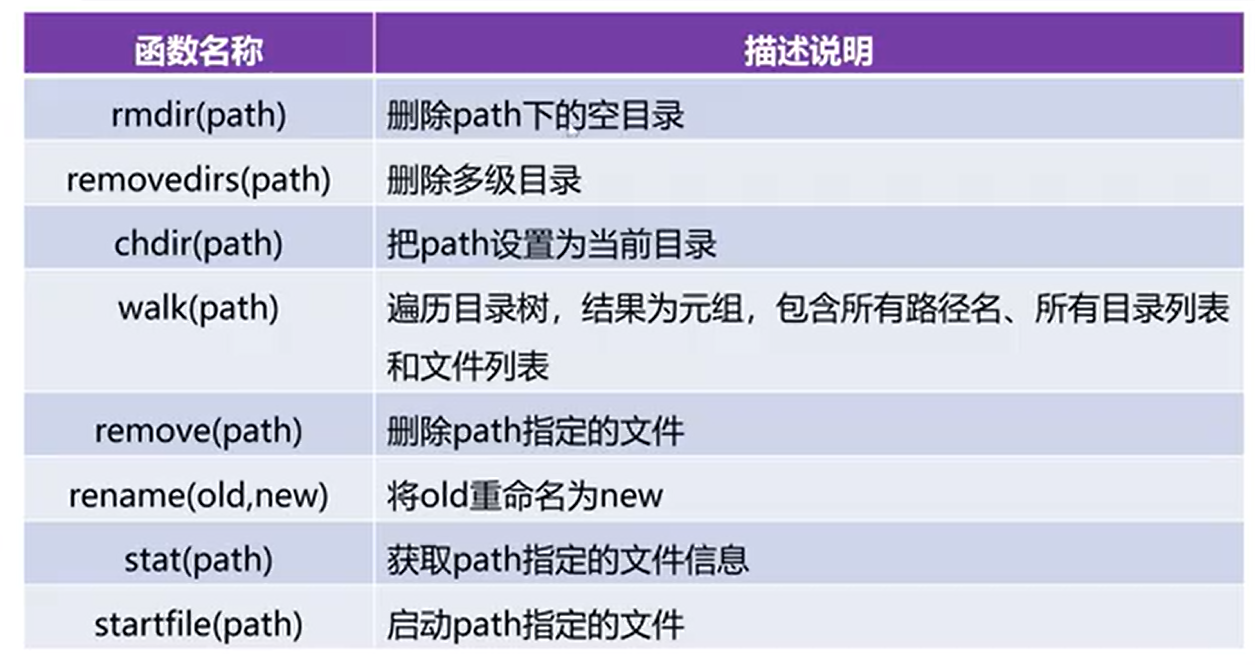 函数名称 描述说明
rmdir(path) 删除path下的空目录
removedirs(path) 删除多级目录
chdir(path) 把path设置为当前目录
walk(path) 遍历目录树，结果为元组，包含所有路径名、所有目录列表
和文件列表
remove(path) 删除path指定的文件
rename(old,new) 将old重命名为new
stat(path) 获取path指定的文件信息
startfile(path) 启动path指定的文件